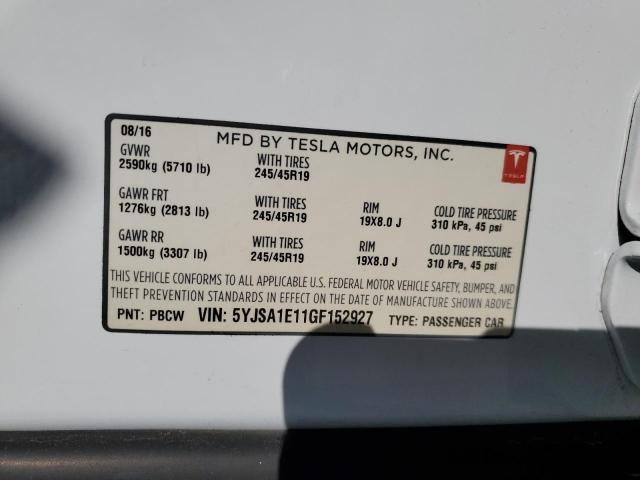 08/16 MFD BY TESLA MOTORS, INC.
GVWR WITH TIRES
2590kg (5710 lb) 245/45R19
TESLA
GAWR FRT WITH TIRES RIM COLD TIRE PRESSURE
1276kg (2813 lb) 245/45R19 19X8.0 J 310 kPa, 45 psi
GAWR RR WITH TIRES RIM COLD TIRE PRESSURE
1500kg (3307 lb) 245/45R19 19X8.0 J 310 kPa, 45 psi
THIS VEHICLE CONFORMS TO ALL APPLICABLE U.S. FEDERAL MOTOR VEHICLE SAFETY, BUMPER, AND
THEFT PREVENTION STANDARDS IN EFFECT ON THE DATE OF MANUFACTURE SHOWN ABOVE.
PNT: PBCW VIN: 5YJSA1E11GF152927 TYPE: PASSENGER CAR